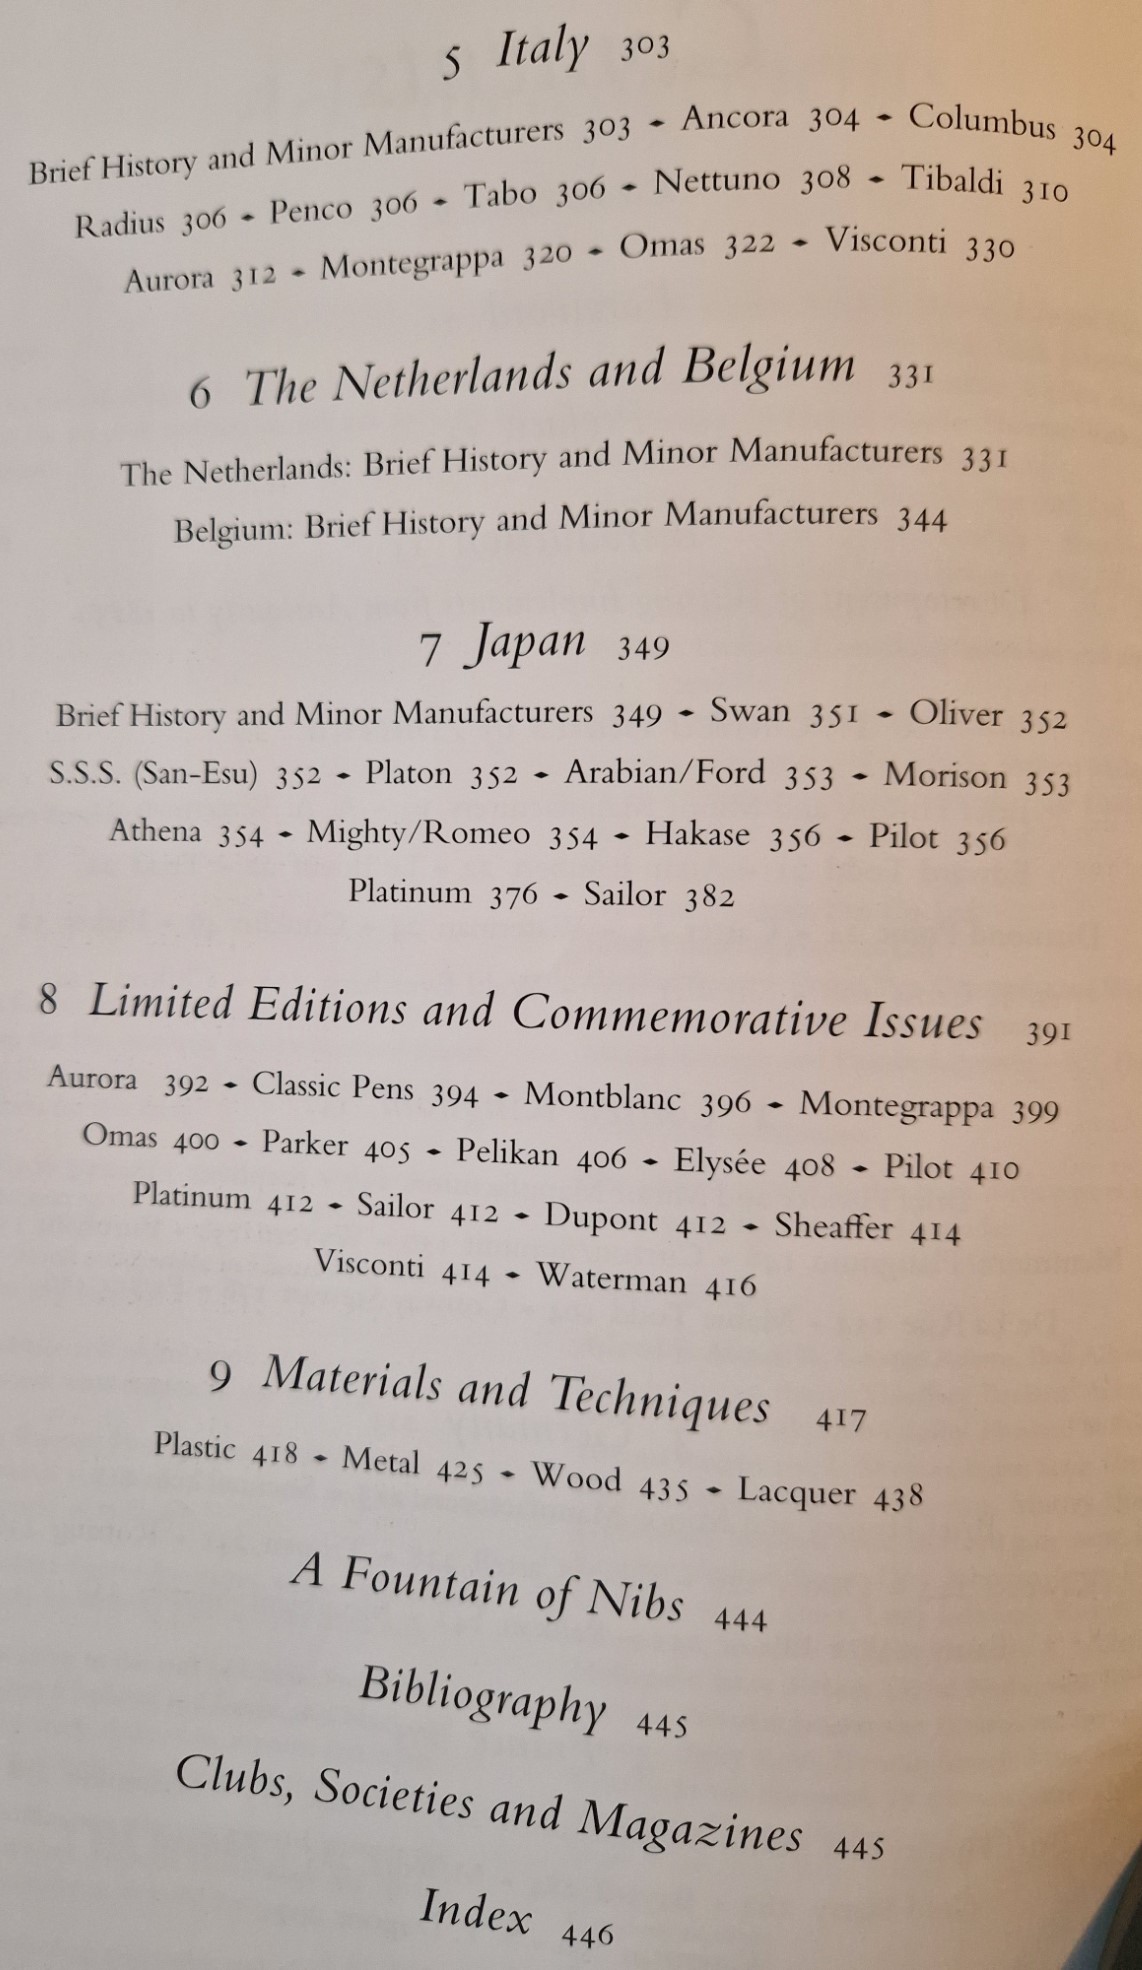 5 Italy 303
Brief History and Minor Manufacturers 303 - Ancora 304 - Columbus 304
Radius 306 - Penco 306 - Tabo 306 - Nettuno 308 - Tibaldi 310
Aurora 312 - Montegrappa 320 - Omas 322 - Visconti 330
6 The Netherlands and Belgium 331
The Netherlands: Brief History and Minor Manufacturers 331
Belgium: Brief History and Minor Manufacturers 344
7 Japan 349
Brief History and Minor Manufacturers 349 - Swan 351 - Oliver 352
S.S.S. (San-Esu) 352 - Platon 352 - Arabian/Ford 353 - Morison 353
Athena 354 - Mighty/Romeo 354 - Hakase 356 - Pilot 356
Platinum 376 - Sailor 382
8 Limited Editions and Commemorative Issues 391
Aurora 392 - Classic Pens 394 - Montblanc 396 - Montegrappa 399
Omas 400 - Parker 405 - Pelikan 406 - Elysée 408 - Pilot 410
Platinum 412 - Sailor 412 - Dupont 412 - Sheaffer 414
Visconti 414 - Waterman 416
9 Materials and Techniques 417
Plastic 418 - Metal 425 - Wood 435 - Lacquer 438
A Fountain of Nibs 444
Bibliography 445
Clubs, Societies and Magazines 445
Index 446